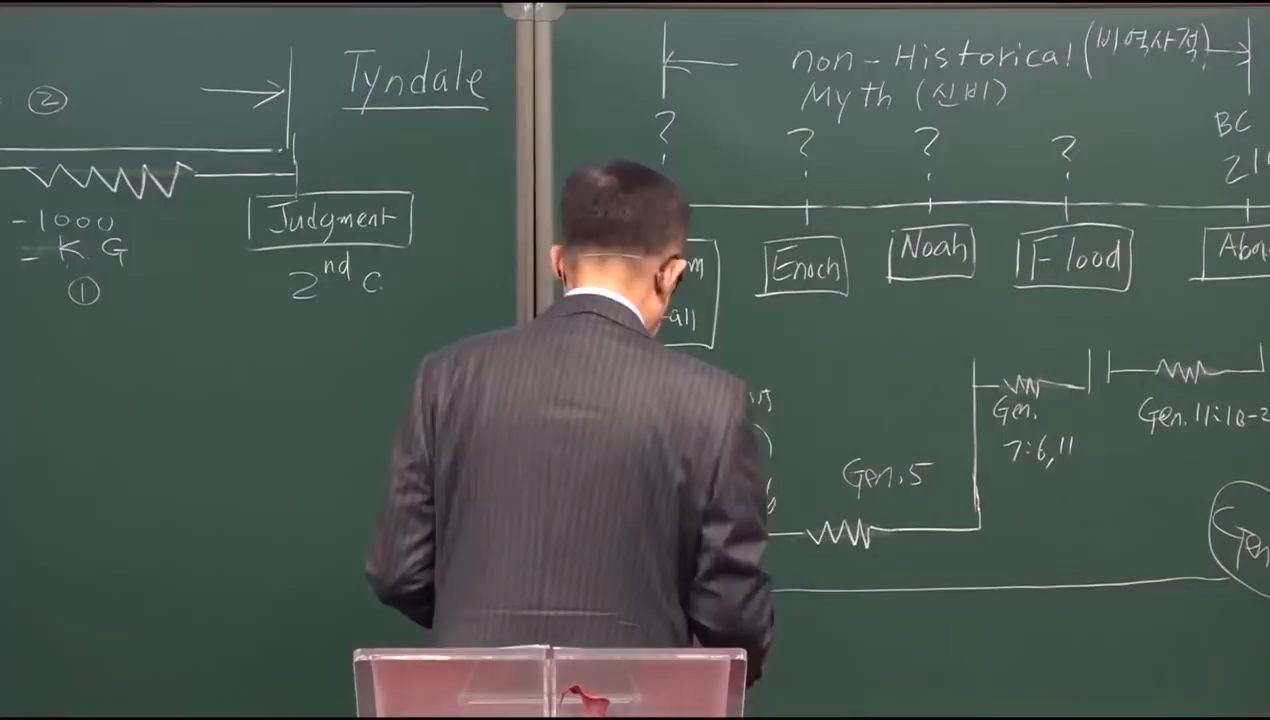 ②
Tyndale
-1000
= K G
①
Judgment
2nd C.
non-Historical (비역사적)
Myth (신비)
? ? ? ?
BC
Enoch
Noah
Flood
Gen.
7:6,11
Gen. 5